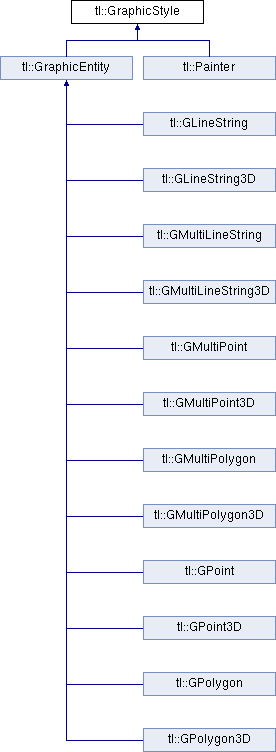 tl::GraphicStyle
tl::GraphicEntity
tl::Painter
tl::GLineString
tl::GLineString3D
tl::GMultiLineString
tl::GMultiLineString3D
tl::GMultiPoint
tl::GMultiPoint3D
tl::GMultiPolygon
tl::GMultiPolygon3D
tl::GPoint
tl::GPoint3D
tl::GPolygon
tl::GPolygon3D